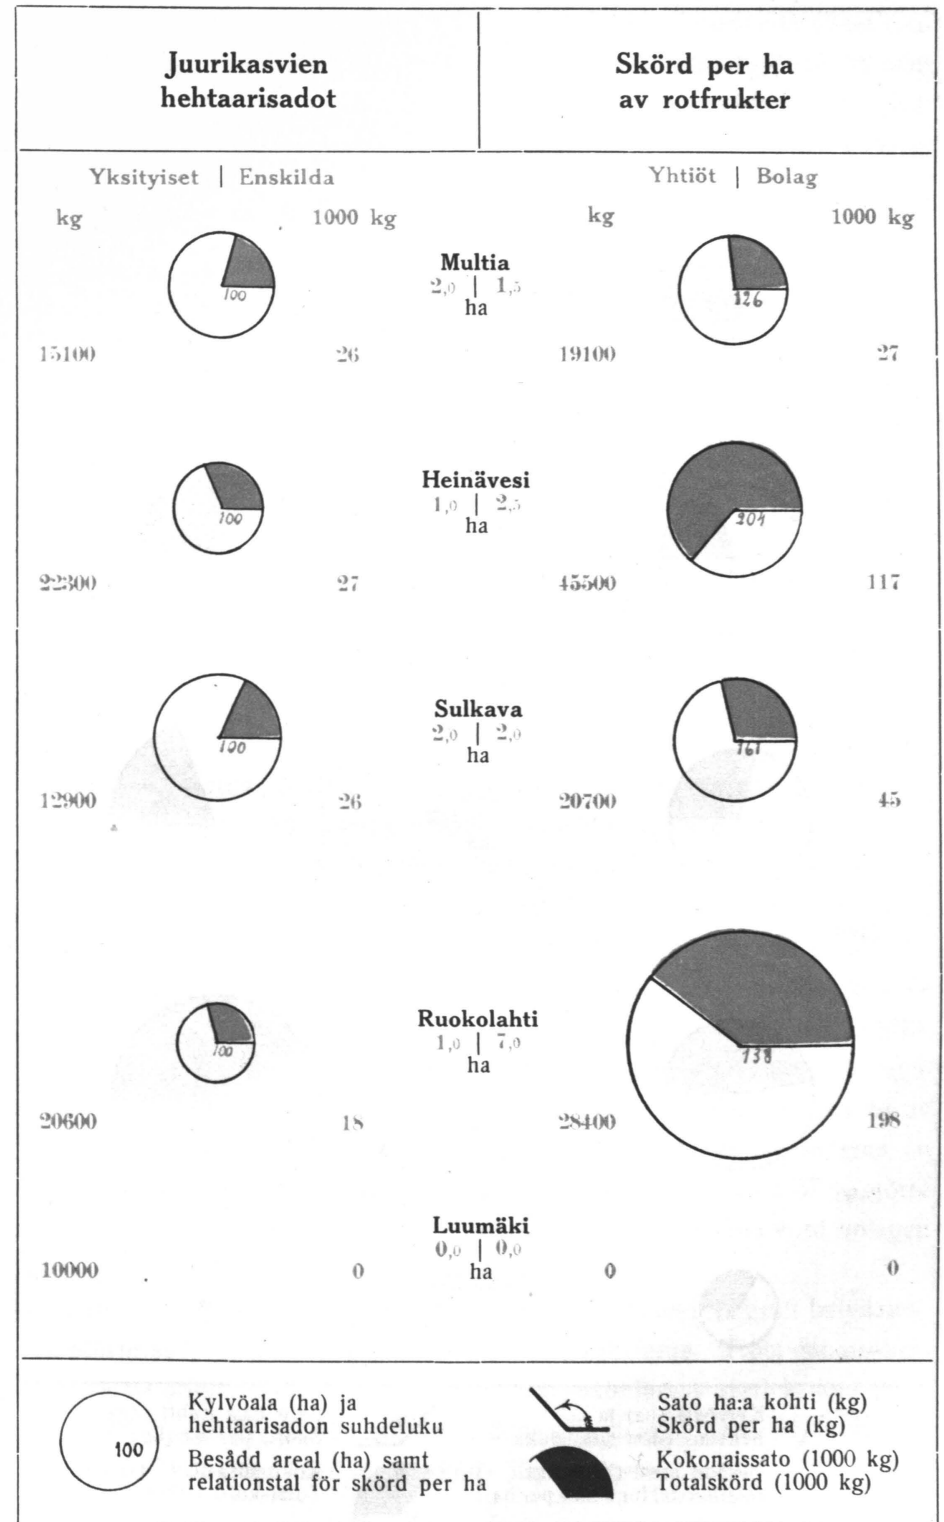 Juurikasvien
hehtaarisadot
Skörd per ha
av rotfrukter
Yksityiset | Enskilda
Yhtiöt | Bolag
kg 1000 kg kg 1000 kg
Multia
2,0 | 1,5
ha
100
126
15100 26 19100 27
Heinävesi
1,0 | 2,5
ha
100
204
22300 27 45500 117
Sulkava
2,0 | 2,0
ha
100
161
12900 26 20700 45
Ruokolahti
1,0 | 7,0
ha
100
138
20600 18 28400 198
Luumäki
0,0 | 0,0
ha
10000 0 0 0
100
Kylvöala (ha) ja
hehtaarisadon suhdeluku
Besådd areal (ha) samt
relationstal för skörd per ha
Sato ha:a kohti (kg)
Skörd per ha (kg)
Kokonaissato (1000 kg)
Totalskörd (1000 kg)